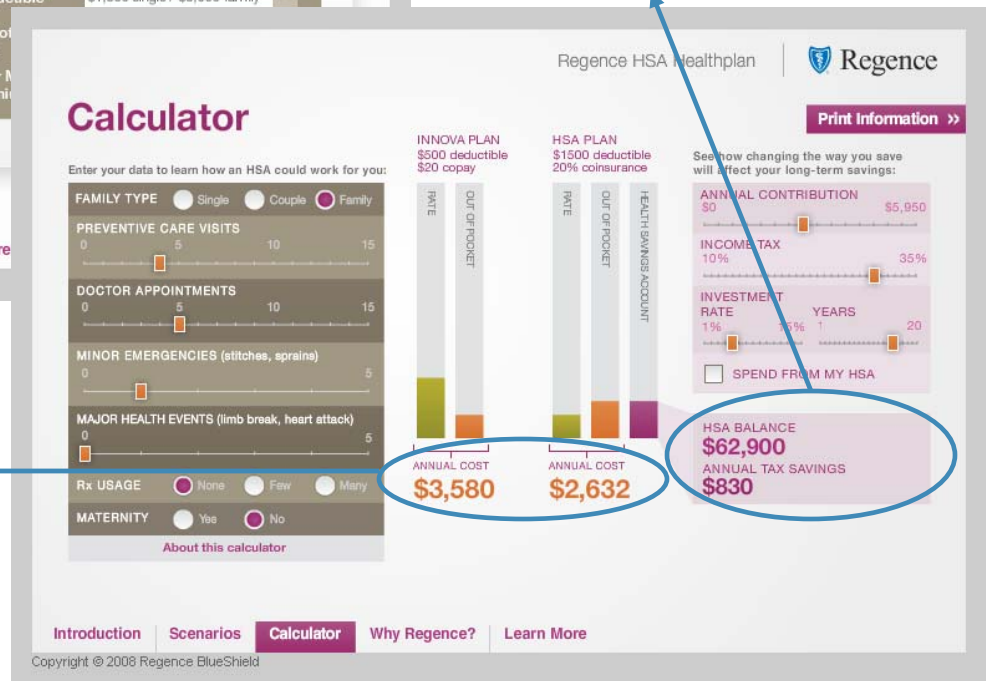 Regence HSA Healthplan
Regence
Calculator
Print Information »
Enter your data to learn how an HSA could work for you:
FAMILY TYPE Single Couple Family
PREVENTIVE CARE VISITS
0 5 10 15
DOCTOR APPOINTMENTS
0 5 10 15
MINOR EMERGENCIES (stitches, sprains)
0 5
MAJOR HEALTH EVENTS (limb break, heart attack)
0 5
Rx USAGE None Few Many
MATERNITY Yes No
About this calculator
INNOVA PLAN
$500 deductible
$20 copay
RATE
OUT OF POCKET
ANNUAL COST
$3,580
HSA PLAN
$1500 deductible
20% coinsurance
RATE
OUT OF POCKET
HEALTH SAVINGS ACCOUNT
ANNUAL COST
$2,632
See how changing the way you save
will affect your long-term savings:
ANNUAL CONTRIBUTION
$0 $5,950
INCOME TAX
10% 35%
INVESTMENT
RATE YEARS
1% 15% 1 20
SPEND FROM MY HSA
HSA BALANCE
$62,900
ANNUAL TAX SAVINGS
$830
Introduction Scenarios Calculator Why Regence? Learn More
Copyright © 2008 Regence BlueShield